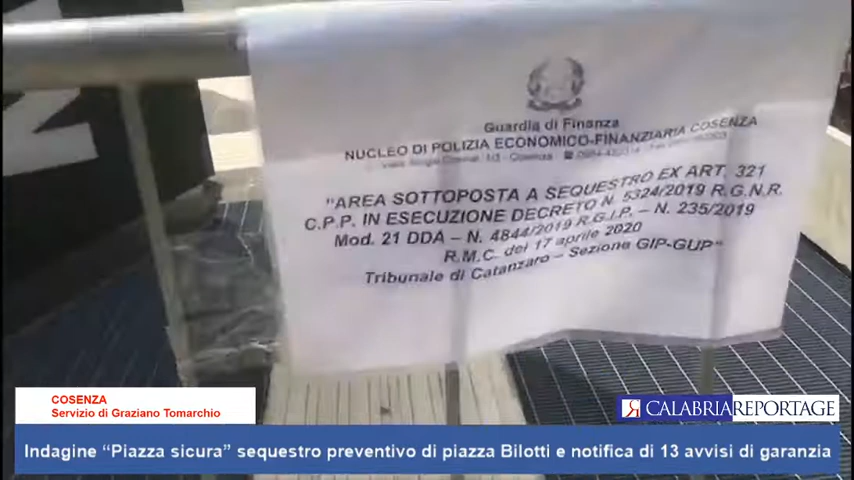 Guardia di Finanza
NUCLEO DI POLIZIA ECONOMICO-FINANZIARIA COSENZA
"AREA SOTTOPOSTA A SEQUESTRO EX ART. 321
C.P.P. IN ESECUZIONE DECRETO N. 5324/2019 R.G.N.R.
Mod. 21 DDA – N. 4844/2019 R.G.I.P. – N. 235/2019
R.M.C. del 17 aprile 2020
Tribunale di Catanzaro – Sezione GIP-GUP"
COSENZA
Servizio di Graziano Tomarchio
CALABRIAREPORTAGE
Indagine "Piazza sicura" sequestro preventivo di piazza Bilotti e notifica di 13 avvisi di garanzia